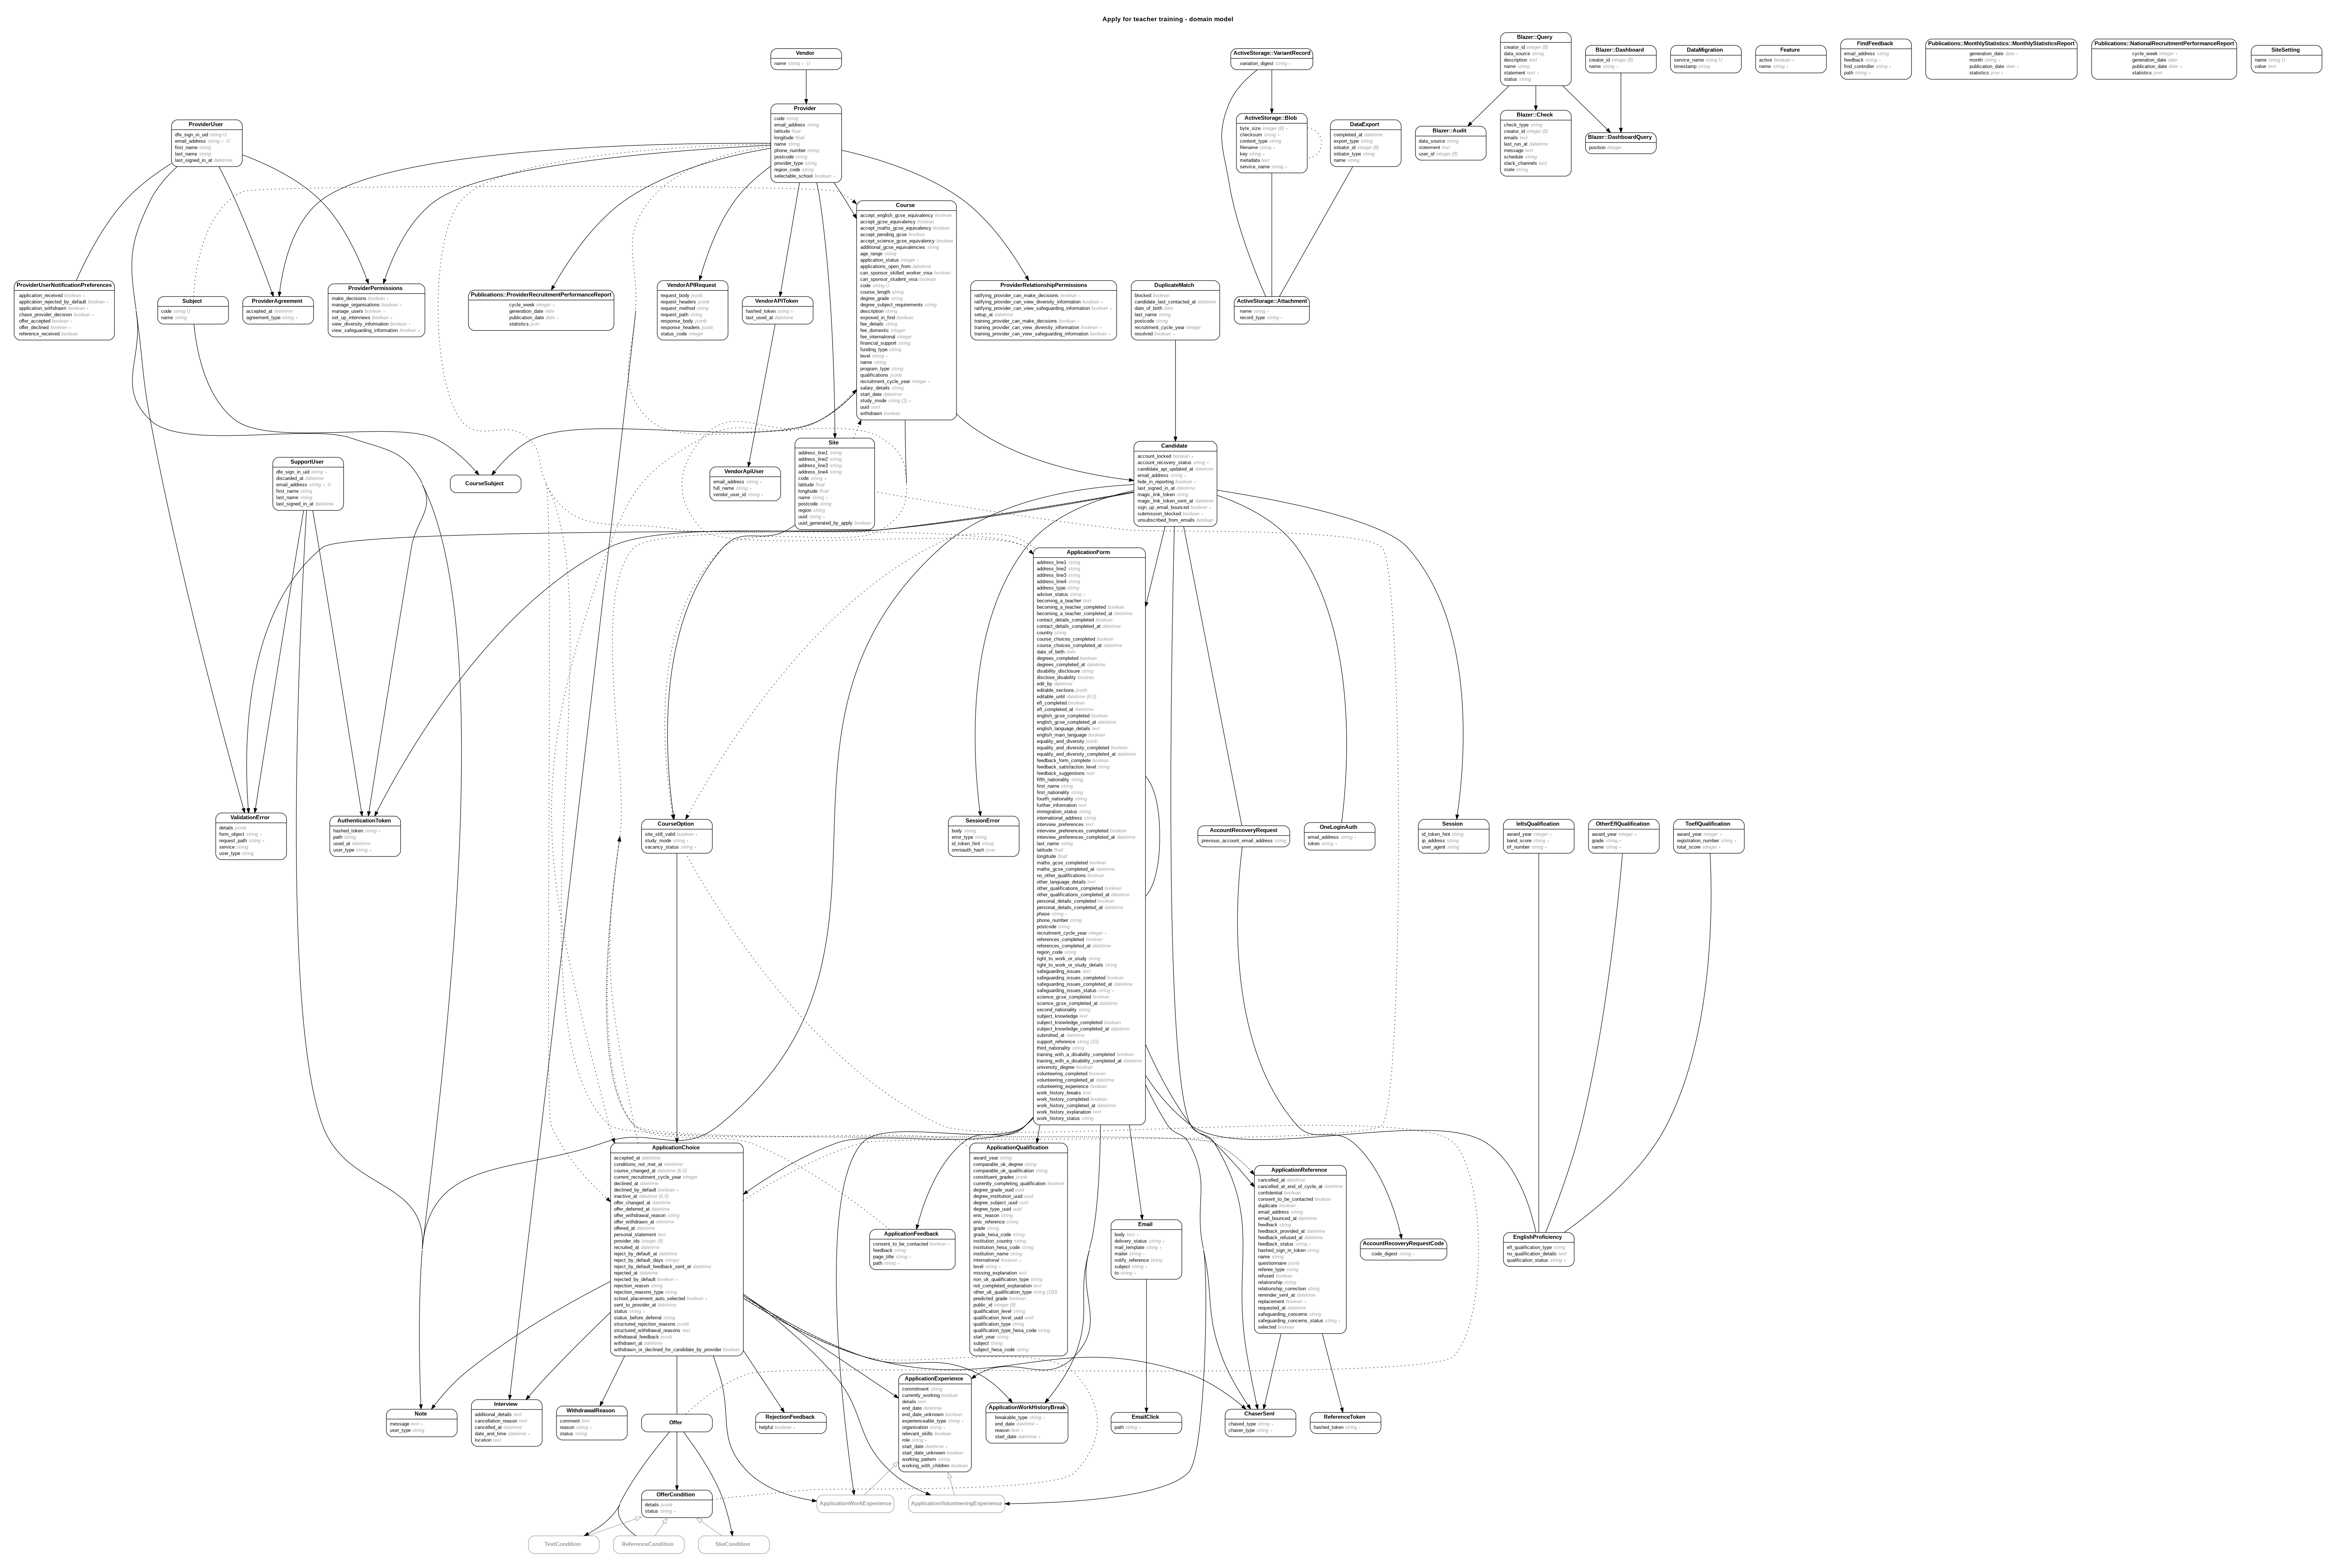 Apply for teacher training - domain model
Vendor
name string ∗ U
ActiveStorage::VariantRecord
variation_digest string ∗
Blazer::Query
creator_id integer (8)
data_source string
description text
name string
statement text ∗
status string
Blazer::Dashboard
creator_id integer (8)
name string ∗
DataMigration
service_name string U
timestamp string
Feature
active boolean ∗
name string ∗
FindFeedback
email_address string
feedback string ∗
find_controller string ∗
path string ∗
Publications::MonthlyStatistics::MonthlyStatisticsReport
generation_date date ∗
month string ∗
publication_date date ∗
statistics json ∗
Publications::NationalRecruitmentPerformanceReport
cycle_week integer ∗
generation_date date
publication_date date ∗
statistics json
SiteSetting
name string U
value text
ProviderUser
dfe_sign_in_uid string U
email_address string ∗ U
first_name string
last_name string
last_signed_in_at datetime
Provider
code string
email_address string
latitude float
longitude float
name string
phone_number string
postcode string
provider_type string
region_code string
selectable_school boolean ∗
ActiveStorage::Blob
byte_size integer (8) ∗
checksum string ∗
content_type string
filename string ∗
key string ∗
metadata text
service_name string ∗
DataExport
completed_at datetime
export_type string
initiator_id integer (8)
initiator_type string
name string
Blazer::Audit
data_source string
statement text
user_id integer (8)
Blazer::Check
check_type string
creator_id integer (8)
emails text
last_run_at datetime
message text
schedule string
slack_channels text
state string
Blazer::DashboardQuery
position integer
Course
accept_english_gcse_equivalency boolean
accept_gcse_equivalency boolean
accept_maths_gcse_equivalency boolean
accept_pending_gcse boolean
accept_science_gcse_equivalency boolean
additional_gcse_equivalencies string
age_range string
application_status integer ∗
applications_open_from datetime
can_sponsor_skilled_worker_visa boolean
can_sponsor_student_visa boolean
code string U
course_length string
degree_grade string
degree_subject_requirements string
description string
exposed_in_find boolean
fee_details string
fee_domestic integer
fee_international integer
financial_support string
funding_type string
level string ∗
name string
program_type string
qualifications jsonb
recruitment_cycle_year integer ∗
salary_details string
start_date datetime
study_mode string (1) ∗
uuid uuid
withdrawn boolean
ProviderUserNotificationPreferences
application_received boolean ∗
application_rejected_by_default boolean ∗
application_withdrawn boolean ∗
chase_provider_decision boolean ∗
offer_accepted boolean ∗
offer_declined boolean ∗
reference_received boolean
Subject
code string U
name string
ProviderAgreement
accepted_at datetime
agreement_type string ∗
ProviderPermissions
make_decisions boolean ∗
manage_organisations boolean ∗
manage_users boolean ∗
set_up_interviews boolean ∗
view_diversity_information boolean ∗
view_safeguarding_information boolean ∗
Publications::ProviderRecruitmentPerformanceReport
cycle_week integer ∗
generation_date date
publication_date date ∗
statistics json
VendorAPIRequest
request_body jsonb
request_headers jsonb
request_method string
request_path string
response_body jsonb
response_headers jsonb
status_code integer
VendorAPIToken
hashed_token string ∗
last_used_at datetime
ProviderRelationshipPermissions
ratifying_provider_can_make_decisions boolean ∗
ratifying_provider_can_view_diversity_information boolean ∗
ratifying_provider_can_view_safeguarding_information boolean ∗
setup_at datetime
training_provider_can_make_decisions boolean ∗
training_provider_can_view_diversity_information boolean ∗
training_provider_can_view_safeguarding_information boolean ∗
DuplicateMatch
blocked boolean
candidate_last_contacted_at datetime
date_of_birth date
last_name string
postcode string
recruitment_cycle_year integer
resolved boolean ∗
ActiveStorage::Attachment
name string ∗
record_type string ∗
SupportUser
dfe_sign_in_uid string ∗
discarded_at datetime
email_address string ∗ U
first_name string
last_name string
last_signed_in_at datetime
CourseSubject
VendorApiUser
email_address string ∗
full_name string ∗
vendor_user_id string ∗
Site
address_line1 string
address_line2 string
address_line3 string
address_line4 string
code string ∗
latitude float
longitude float
name string ∗
postcode string
region string
uuid string ∗
uuid_generated_by_apply boolean
Candidate
account_locked boolean ∗
account_recovery_status string ∗
candidate_api_updated_at datetime
email_address string ∗
hide_in_reporting boolean ∗
last_signed_in_at datetime
magic_link_token string
magic_link_token_sent_at datetime
sign_up_email_bounced boolean ∗
submission_blocked boolean ∗
unsubscribed_from_emails boolean
ApplicationForm
address_line1 string
address_line2 string
address_line3 string
address_line4 string
address_type string
adviser_status string ∗
becoming_a_teacher text
becoming_a_teacher_completed boolean
becoming_a_teacher_completed_at datetime
contact_details_completed boolean
contact_details_completed_at datetime
country string
course_choices_completed boolean
course_choices_completed_at datetime
date_of_birth date
degrees_completed boolean
degrees_completed_at datetime
disability_disclosure string
disclose_disability boolean
edit_by datetime
editable_sections jsonb
editable_until datetime (6,0)
efl_completed boolean
efl_completed_at datetime
english_gcse_completed boolean
english_gcse_completed_at datetime
english_language_details text
english_main_language boolean
equality_and_diversity jsonb
equality_and_diversity_completed boolean
equality_and_diversity_completed_at datetime
feedback_form_complete boolean
feedback_satisfaction_level string
feedback_suggestions text
fifth_nationality string
first_name string
first_nationality string
fourth_nationality string
further_information text
immigration_status string
international_address string
interview_preferences text
interview_preferences_completed boolean
interview_preferences_completed_at datetime
last_name string
latitude float
longitude float
maths_gcse_completed boolean
maths_gcse_completed_at datetime
no_other_qualifications boolean
other_language_details text
other_qualifications_completed boolean
other_qualifications_completed_at datetime
personal_details_completed boolean
personal_details_completed_at datetime
phase string ∗
phone_number string
postcode string
recruitment_cycle_year integer ∗
references_completed boolean
references_completed_at datetime
region_code string
right_to_work_or_study string
right_to_work_or_study_details string
safeguarding_issues text
safeguarding_issues_completed boolean
safeguarding_issues_completed_at datetime
safeguarding_issues_status string ∗
science_gcse_completed boolean
science_gcse_completed_at datetime
second_nationality string
subject_knowledge text
subject_knowledge_completed boolean
subject_knowledge_completed_at datetime
submitted_at datetime
support_reference string (10)
third_nationality string
training_with_a_disability_completed boolean
training_with_a_disability_completed_at datetime
university_degree boolean
volunteering_completed boolean
volunteering_completed_at datetime
volunteering_experience boolean
work_history_breaks text
work_history_completed boolean
work_history_completed_at datetime
work_history_explanation text
work_history_status string
ValidationError
details jsonb
form_object string ∗
request_path string ∗
service string
user_type string
AuthenticationToken
hashed_token string ∗
path string
used_at datetime
user_type string ∗
CourseOption
site_still_valid boolean ∗
study_mode string ∗
vacancy_status string ∗
SessionError
body string
error_type string
id_token_hint string
omniauth_hash json
AccountRecoveryRequest
previous_account_email_address string
OneLoginAuth
email_address string ∗
token string ∗
Session
id_token_hint string
ip_address string
user_agent string
IeltsQualification
award_year integer ∗
band_score string ∗
trf_number string ∗
OtherEflQualification
award_year integer ∗
grade string ∗
name string ∗
ToeflQualification
award_year integer ∗
registration_number string ∗
total_score integer ∗
ApplicationChoice
accepted_at datetime
conditions_not_met_at datetime
course_changed_at datetime (6,0)
current_recruitment_cycle_year integer
declined_at datetime
declined_by_default boolean ∗
inactive_at datetime (6,0)
offer_changed_at datetime
offer_deferred_at datetime
offer_withdrawal_reason string
offer_withdrawn_at datetime
offered_at datetime
personal_statement text
provider_ids integer (8)
recruited_at datetime
reject_by_default_at datetime
reject_by_default_days integer
reject_by_default_feedback_sent_at datetime
rejected_at datetime
rejected_by_default boolean ∗
rejection_reason string
rejection_reasons_type string
school_placement_auto_selected boolean ∗
sent_to_provider_at datetime
status string ∗
status_before_deferral string
structured_rejection_reasons jsonb
structured_withdrawal_reasons text
withdrawal_feedback jsonb
withdrawn_at datetime
withdrawn_or_declined_for_candidate_by_provider boolean
ApplicationQualification
award_year string
comparable_uk_degree string
comparable_uk_qualification string
constituent_grades jsonb
currently_completing_qualification boolean
degree_grade_uuid uuid
degree_institution_uuid uuid
degree_subject_uuid uuid
degree_type_uuid uuid
enic_reason string
enic_reference string
grade string
grade_hesa_code string
institution_country string
institution_hesa_code string
institution_name string
international boolean ∗
level string ∗
missing_explanation text
non_uk_qualification_type string
not_completed_explanation text
other_uk_qualification_type string (100)
predicted_grade boolean
public_id integer (8)
qualification_level string
qualification_level_uuid uuid
qualification_type string
qualification_type_hesa_code string
start_year string
subject string
subject_hesa_code string
ApplicationReference
cancelled_at datetime
cancelled_at_end_of_cycle_at datetime
confidential boolean
consent_to_be_contacted boolean
duplicate boolean
email_address string
email_bounced_at datetime
feedback string
feedback_provided_at datetime
feedback_refused_at datetime
feedback_status string ∗
hashed_sign_in_token string
name string
questionnaire jsonb
referee_type string
refused boolean
relationship string
relationship_correction string
reminder_sent_at datetime
replacement boolean ∗
requested_at datetime
safeguarding_concerns string
safeguarding_concerns_status string ∗
selected boolean
ApplicationFeedback
consent_to_be_contacted boolean ∗
feedback string
page_title string ∗
path string ∗
Email
body text ∗
delivery_status string ∗
mail_template string ∗
mailer string ∗
notify_reference string
subject string ∗
to string ∗
AccountRecoveryRequestCode
code_digest string ∗
EnglishProficiency
efl_qualification_type string
no_qualification_details text
qualification_status string ∗
Note
message text ∗
user_type string
Interview
additional_details text
cancellation_reason text
cancelled_at datetime
date_and_time datetime ∗
location text
WithdrawalReason
comment text
reason string ∗
status string
Offer
RejectionFeedback
helpful boolean ∗
ApplicationExperience
commitment string
currently_working boolean
details text
end_date datetime
end_date_unknown boolean
experienceable_type string ∗
organisation string ∗
relevant_skills boolean
role string ∗
start_date datetime ∗
start_date_unknown boolean
working_pattern string
working_with_children boolean
ApplicationWorkHistoryBreak
breakable_type string ∗
end_date datetime ∗
reason text ∗
start_date datetime ∗
EmailClick
path string ∗
ChaserSent
chased_type string ∗
chaser_type string ∗
ReferenceToken
hashed_token string ∗
OfferCondition
details jsonb
status string ∗
ApplicationWorkExperience
ApplicationVolunteeringExperience
TextCondition
ReferenceCondition
SkeCondition